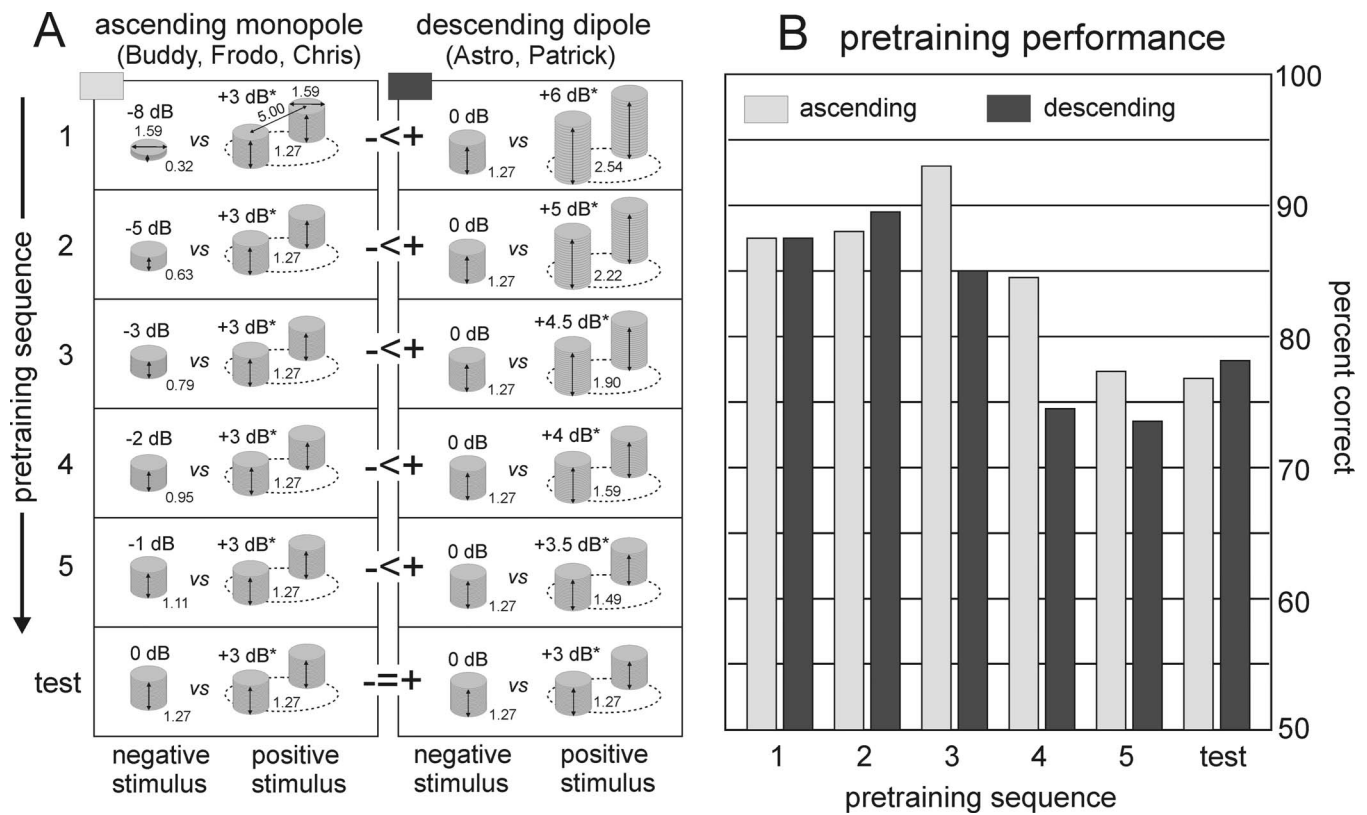 A
ascending monopole
(Buddy, Frodo, Chris)
descending dipole
(Astro, Patrick)
pretraining sequence
1
-8 dB
1.59
0.32
vs
+3 dB*
1.59
5.00
1.27
-<+
0 dB
1.27
vs
+6 dB*
2.54
2
-5 dB
0.63
vs
+3 dB*
1.27
-<+
0 dB
1.27
vs
+5 dB*
2.22
3
-3 dB
0.79
vs
+3 dB*
1.27
-<+
0 dB
1.27
vs
+4.5 dB*
1.90
4
-2 dB
0.95
vs
+3 dB*
1.27
-<+
0 dB
1.27
vs
+4 dB*
1.59
5
-1 dB
1.11
vs
+3 dB*
1.27
-<+
0 dB
1.27
vs
+3.5 dB*
1.49
test
0 dB
1.27
vs
+3 dB*
1.27
-=+
0 dB
1.27
vs
+3 dB*
1.27
negative
stimulus
positive
stimulus
negative
stimulus
positive
stimulus
B
pretraining performance
ascending
descending
100
90
80
70
60
50
percent correct
1 2 3 4 5 test
pretraining sequence